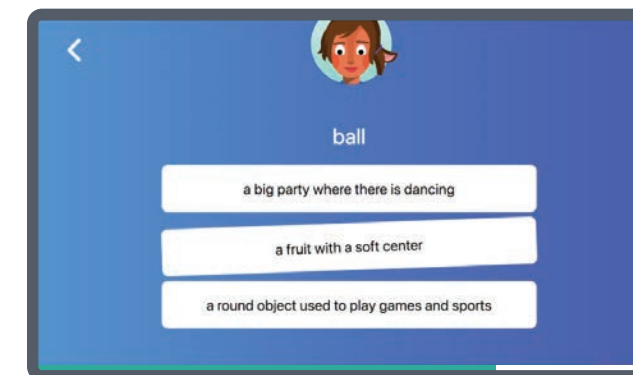 ball
a big party where there is dancing
a fruit with a soft center
a round object used to play games and sports